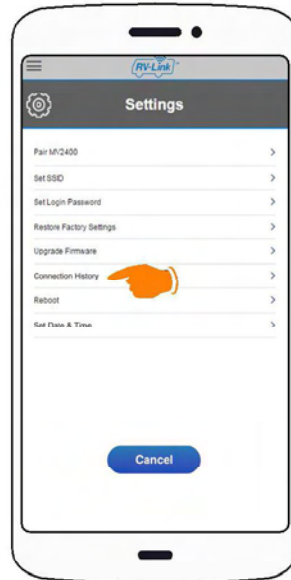 RV-Link
Settings
Pair MV2400
Set SSID
Set Login Password
Restore Factory Settings
Upgrade Firmware
Connection History
Reboot
Set Date & Time
Cancel